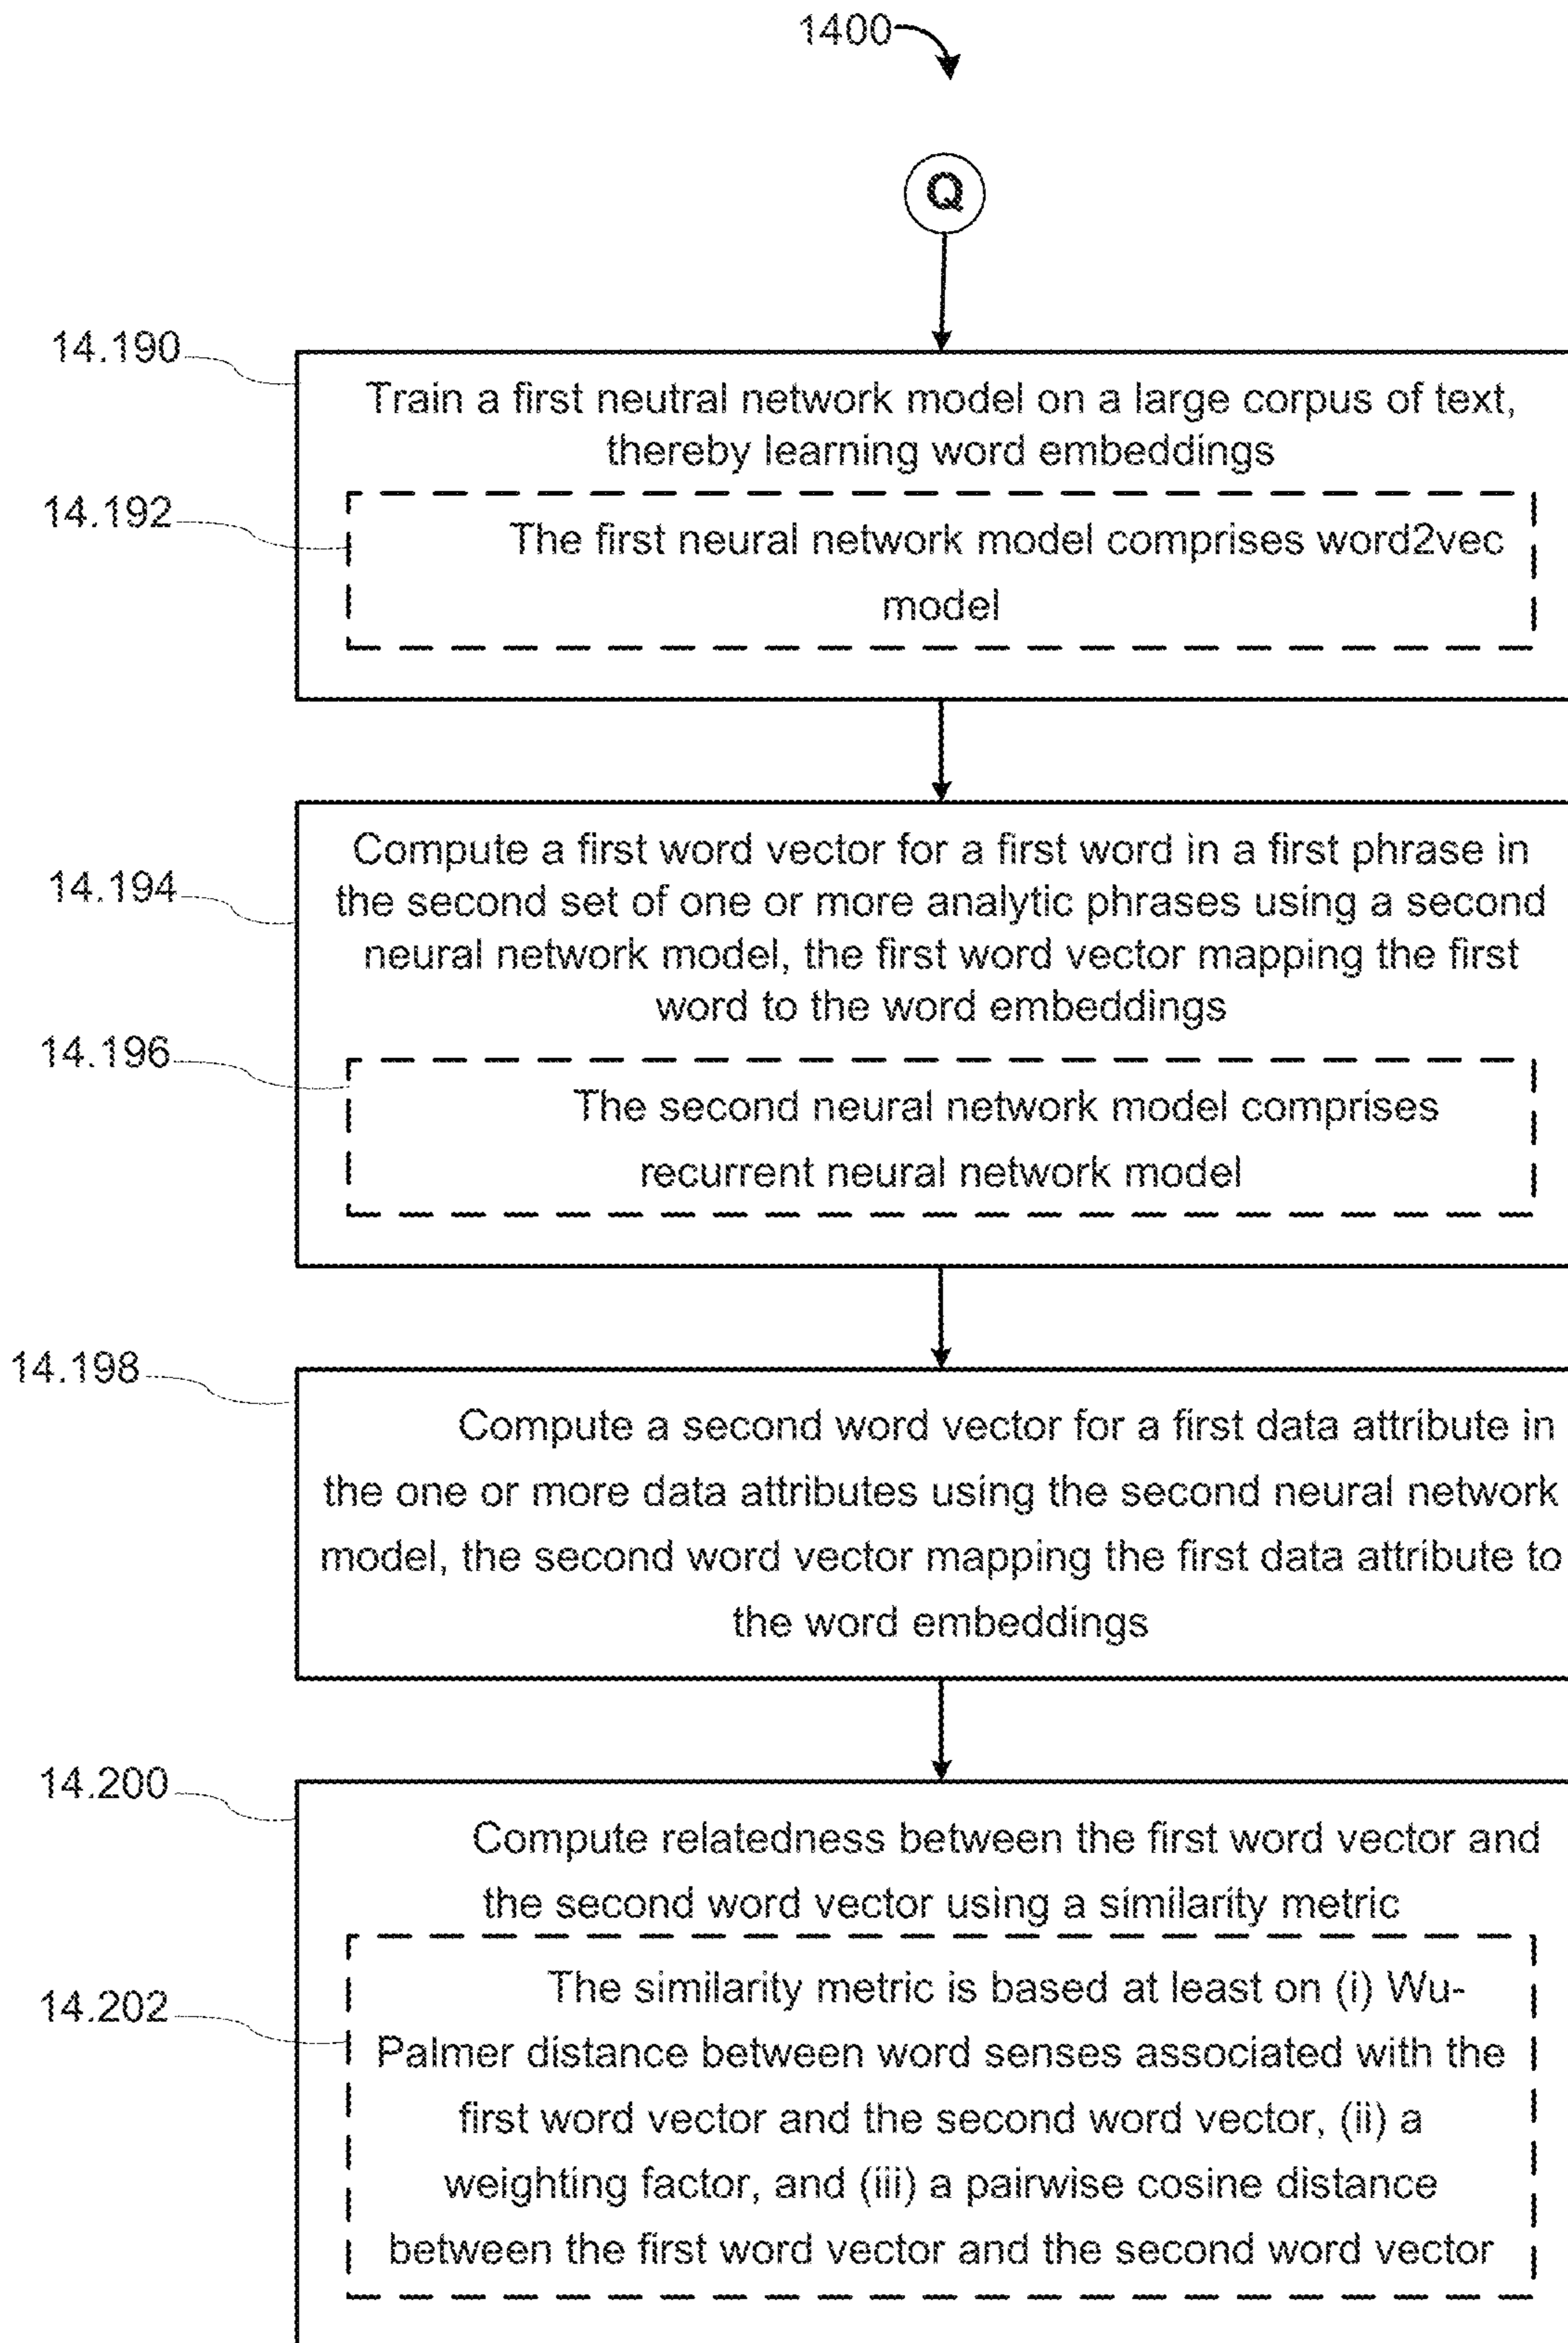 1400
Q
14.190
Train a first neutral network model on a large corpus of text,
thereby learning word embeddings
14.192
The first neural network model comprises word2vec
model
14.194
Compute a first word vector for a first word in a first phrase in
the second set of one or more analytic phrases using a second
neural network model, the first word vector mapping the first
word to the word embeddings
14.196
The second neural network model comprises
recurrent neural network model
14.198
Compute a second word vector for a first data attribute in
the one or more data attributes using the second neural network
model, the second word vector mapping the first data attribute to
the word embeddings
14.200
Compute relatedness between the first word vector and
the second word vector using a similarity metric
14.202
The similarity metric is based at least on (i) Wu-
Palmer distance between word senses associated with the
first word vector and the second word vector, (ii) a
weighting factor, and (iii) a pairwise cosine distance
between the first word vector and the second word vector